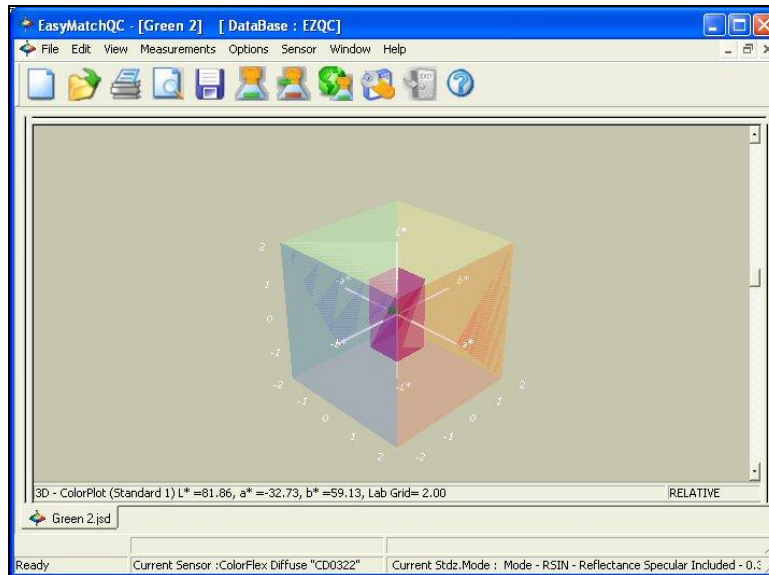 EasyMatchQC - [Green 2] [ DataBase : EZQC]
File Edit View Measurements Options Sensor Window Help
EXIT
L*
2
-a*
b*
1
0
-b*
a*
-1
-L*
-2
-2
2
-1
1
0
0
1
-1
2
-2
3D - ColorPlot (Standard 1) L* =81.86, a* =-32.73, b* =59.13, Lab Grid= 2.00
RELATIVE
Green 2.jsd
Ready
Current Sensor :ColorFlex Diffuse "CD0322"
Current Stdz.Mode : Mode - RSIN - Reflectance Specular Included - 0.3